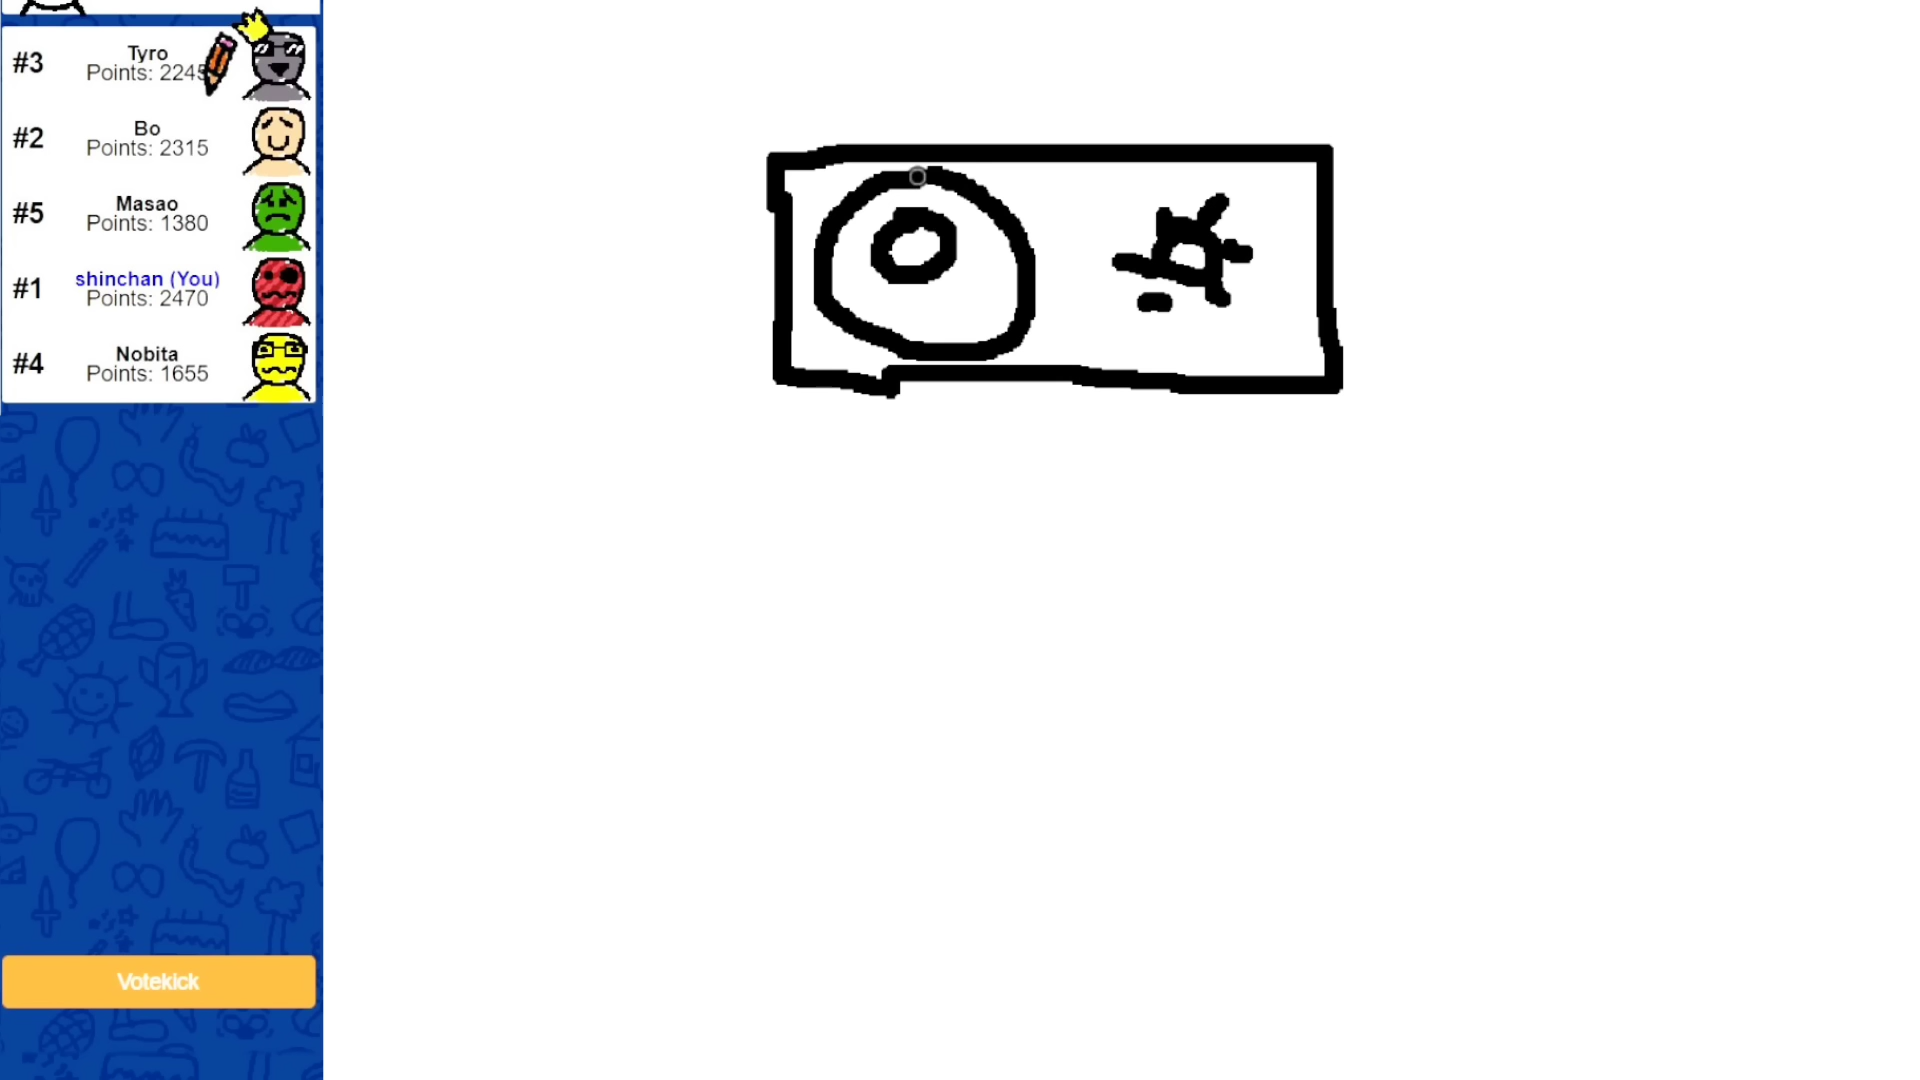 #3 Tyro
Points: 2245
#2 Bo
Points: 2315
#5 Masao
Points: 1380
#1 shinchan (You)
Points: 2470
#4 Nobita
Points: 1655
Votekick